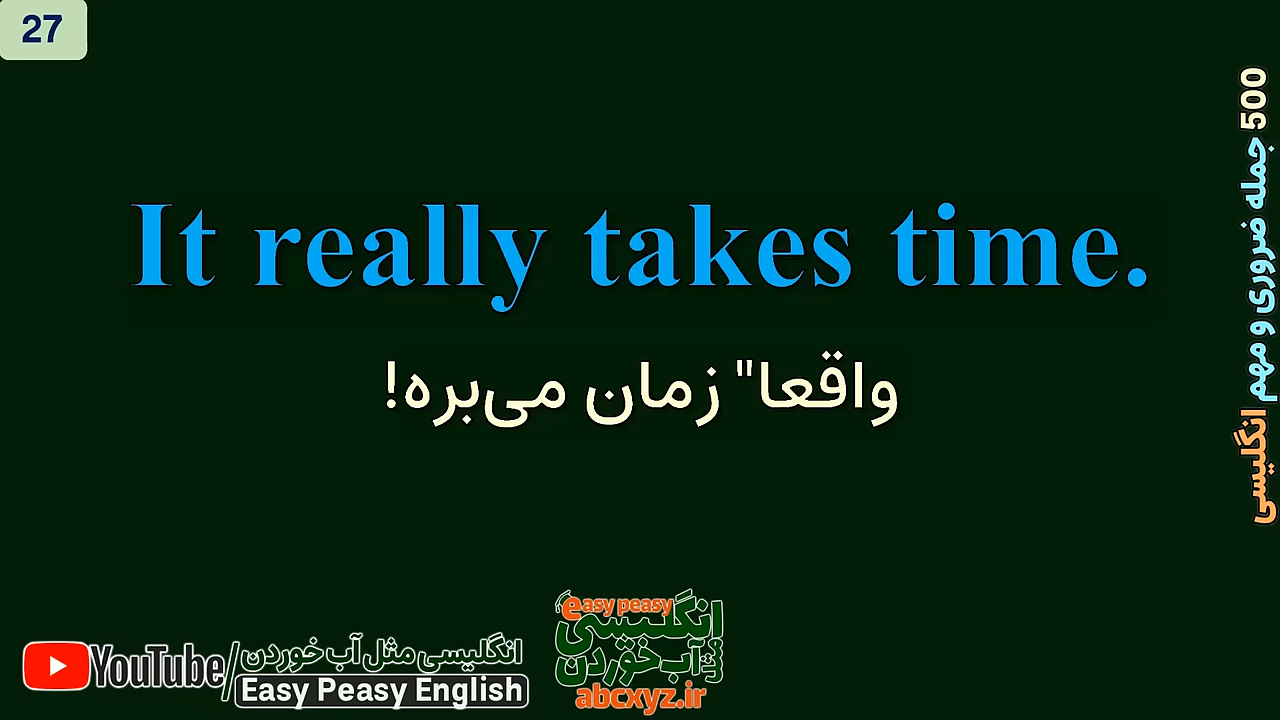 27
500 جمله ضروری و مهم انگلیسی
It really takes time.
واقعا" زمان می‌بره!
YouTube/انگلیسی مثل آب خوردن
Easy Peasy English
easy peasy
انگلیسی
مثل آب خوردن
abcxyz.ir